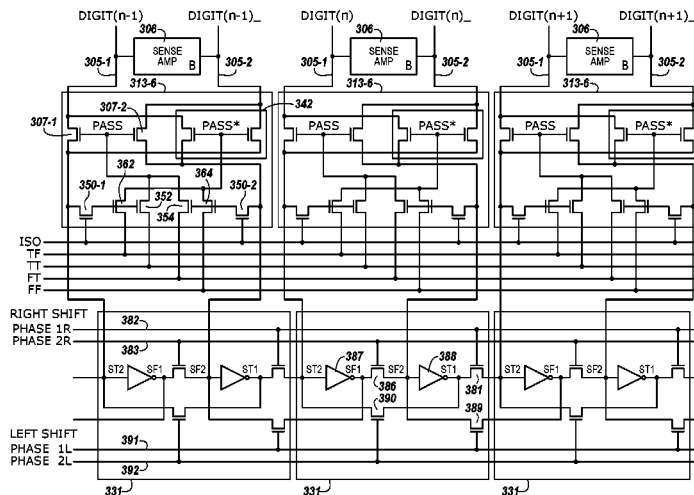 DIGIT(n-1) DIGIT(n-1)_ DIGIT(n) DIGIT(n)_ DIGIT(n+1) DIGIT(n+1)_
306 306 306
SENSE AMP B SENSE AMP B SENSE AMP B
305-1 305-2 305-1 305-2 305-1 305-2
313-6 313-6 313-6
307-1 307-2 342
PASS PASS* PASS PASS* PASS PASS*
362 364
350-1 352 354 350-2
ISO
TF
TT
FT
FF
RIGHT SHIFT
PHASE 1R 382
PHASE 2R 383
387 388
ST2 SF1 SF2 ST1 ST2 SF1 SF2 ST1 ST2 SF1 SF2 ST1
386 381
390 389
LEFT SHIFT
391
PHASE 1L
PHASE 2L
392
331 331 331